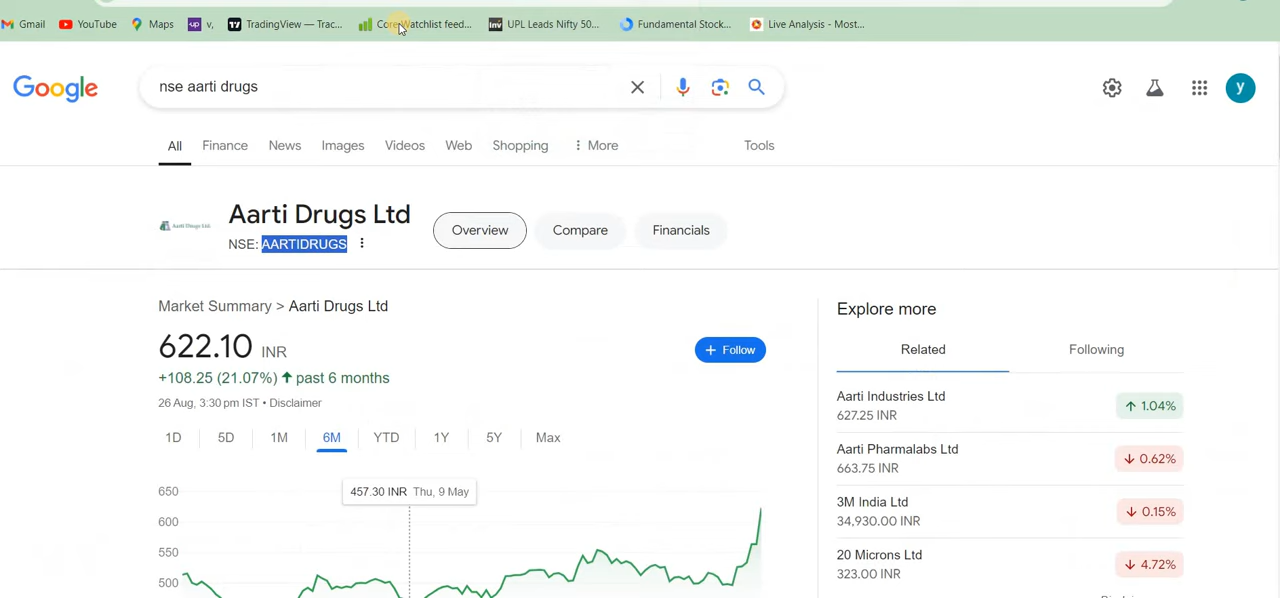 Gmail YouTube Maps up v, TradingView — Trac... Core Watchlist feed... Inv UPL Leads Nifty 50... Fundamental Stock... Live Analysis - Most...
Google nse aarti drugs y
All Finance News Images Videos Web Shopping More Tools
Aarti Drugs Ltd
NSE: AARTIDRUGS
Overview Compare Financials
Market Summary > Aarti Drugs Ltd
622.10 INR
+ Follow
+108.25 (21.07%) ↑ past 6 months
26 Aug, 3:30 pm IST • Disclaimer
1D 5D 1M 6M YTD 1Y 5Y Max
457.30 INR Thu, 9 May
650
600
550
500
Explore more
Related Following
Aarti Industries Ltd
627.25 INR
↑ 1.04%
Aarti Pharmalabs Ltd
663.75 INR
↓ 0.62%
3M India Ltd
34,930.00 INR
↓ 0.15%
20 Microns Ltd
323.00 INR
↓ 4.72%